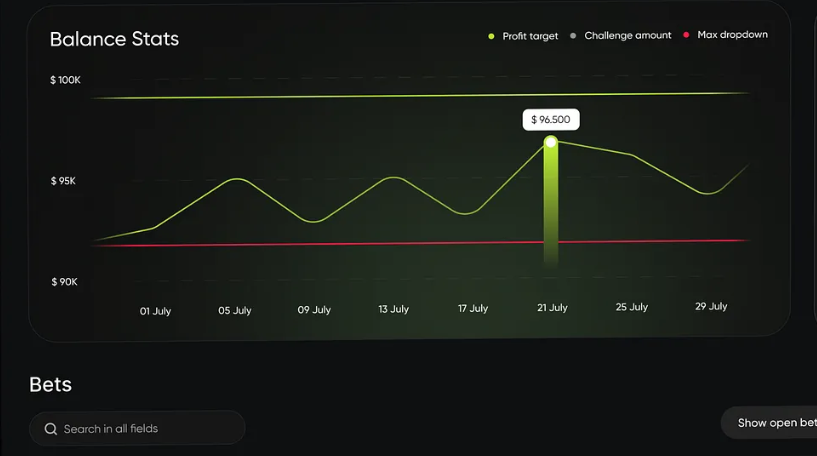 Balance Stats
Profit target
Challenge amount
Max dropdown
$ 100K
$ 96.500
$ 95K
$ 90K
01 July
05 July
09 July
13 July
17 July
21 July
25 July
29 July
Bets
Search in all fields
Show open bet